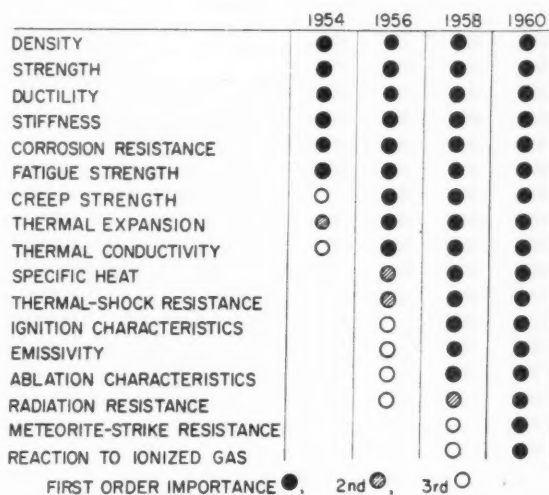 1954 1956 1958 1960
DENSITY
STRENGTH
DUCTILITY
STIFFNESS
CORROSION RESISTANCE
FATIGUE STRENGTH
CREEP STRENGTH
THERMAL EXPANSION
THERMAL CONDUCTIVITY
SPECIFIC HEAT
THERMAL-SHOCK RESISTANCE
IGNITION CHARACTERISTICS
EMISSIVITY
ABLATION CHARACTERISTICS
RADIATION RESISTANCE
METEORITE-STRIKE RESISTANCE
REACTION TO IONIZED GAS
FIRST ORDER IMPORTANCE ●, 2nd ◍, 3rd ○